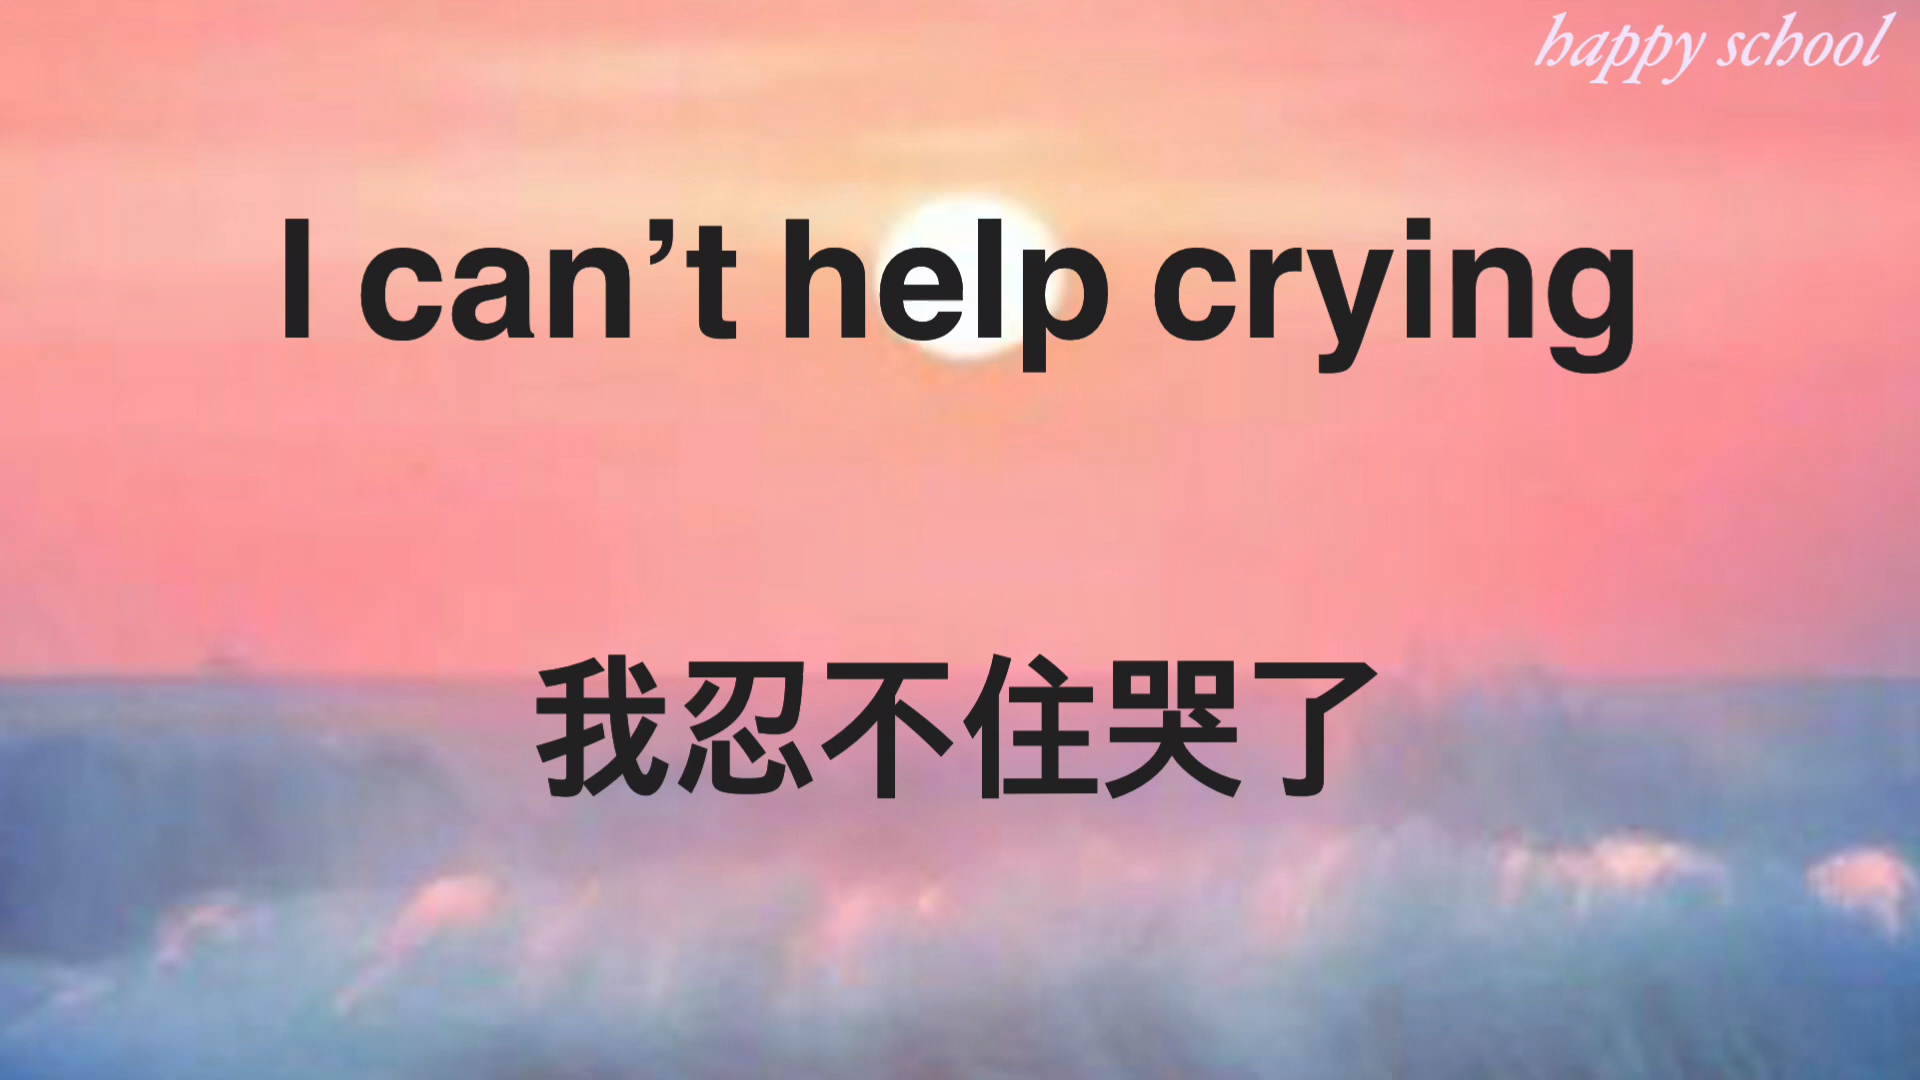 happy school
I can’t help crying
我忍不住哭了